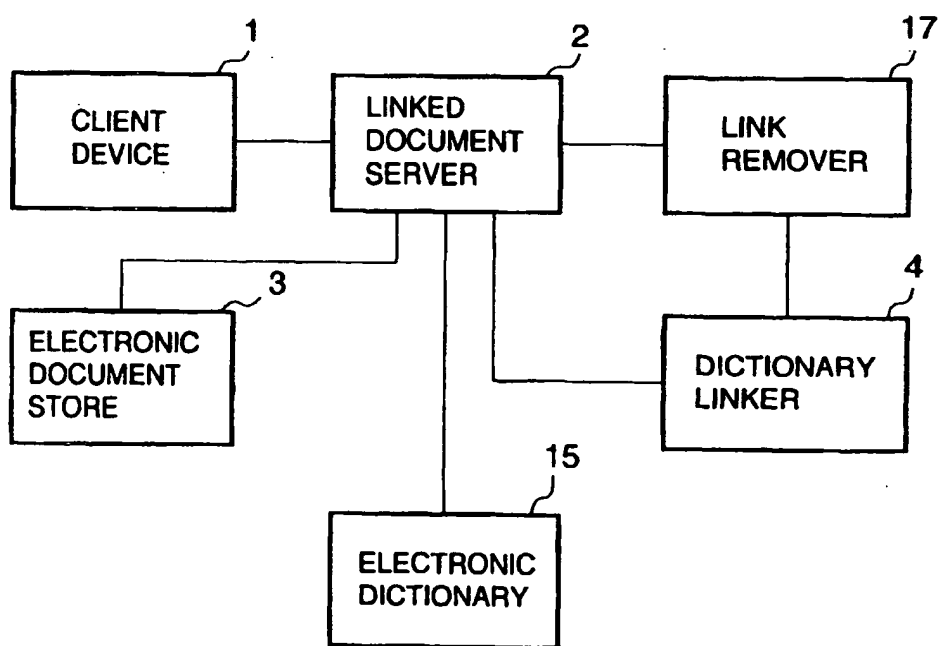 1
CLIENT
DEVICE
2
LINKED
DOCUMENT
SERVER
17
LINK
REMOVER
3
ELECTRONIC
DOCUMENT
STORE
4
DICTIONARY
LINKER
15
ELECTRONIC
DICTIONARY